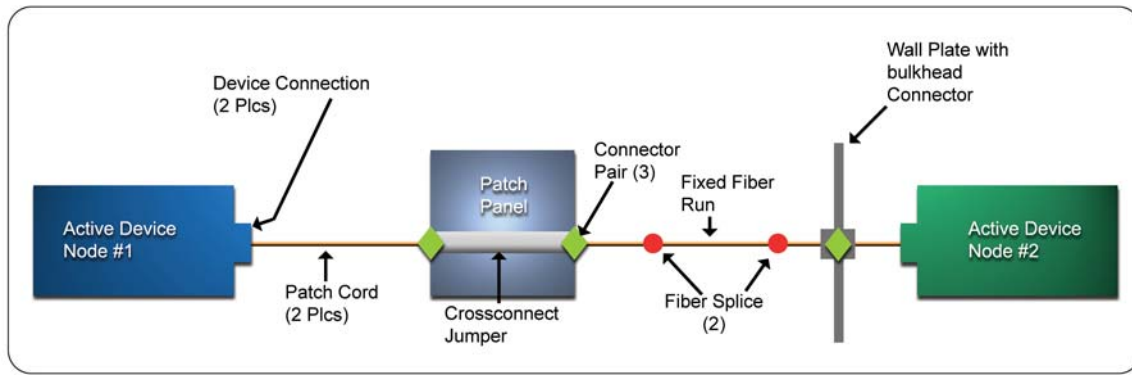 Wall Plate with
bulkhead
Connector
Device Connection
(2 Plcs)
Connector
Pair (3)
Patch
Panel
Fixed Fiber
Run
Active Device
Node #1
Active Device
Node #2
Patch Cord
(2 Plcs)
Crossconnect
Jumper
Fiber Splice
(2)